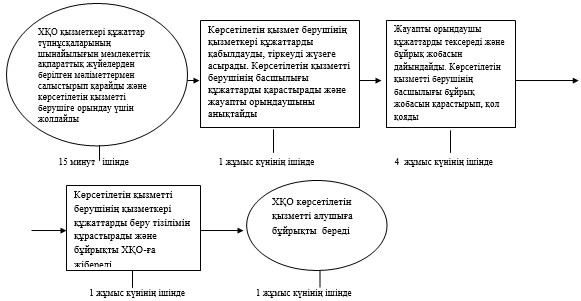 ХҚО қызметкері құжаттар
түпнұсқаларының
шынайылығын мемлекеттік
ақпараттық жүйелерден
берілген мәліметтермен
салыстырып қарайды және
көрсетілетін қызметті
берушіге орындау үшін
жолдайды
15 минут ішінде
Көрсетілетін қызмет берушінің
қызметкері құжаттарды
қабылдауды, тіркеуді жүзеге
асырады. Көрсетілетін қызметті
берушінің басшылығы
құжаттарды қарастырады және
жауапты орындаушыны
анықтайды
1 жұмыс күнінің ішінде
Жауапты орындаушы
құжаттарды тексереді және
бұйрық жобасын
дайындайды. Көрсетілетін
қызметті берушінің
басшылығы бұйрық
жобасын қарастырып, қол
қояды
4 жұмыс күнінің ішінде
Көрсетілетін қызметті
берушінің қызметкері
құжаттарды беру тізілімін
құрастырады және
бұйрықты ХҚО-ға
жібереді
1 жұмыс күнінің ішінде
ХҚО көрсетілетін
қызметті алушыға
бұйрықты береді
1 жұмыс күнінің ішінде